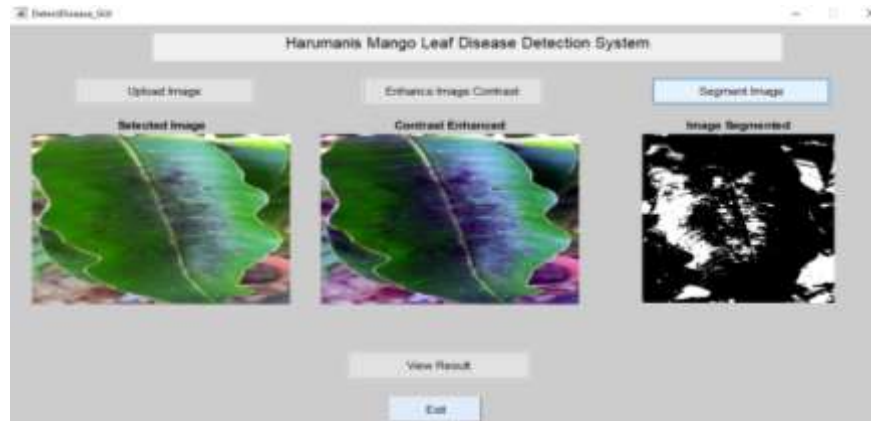 DetectDisease_GUI
Harumanis Mango Leaf Disease Detection System
Upload Image
Enhance Image Contrast
Segment Image
Selected Image
Contrast Enhanced
Image Segmented
View Result
Exit